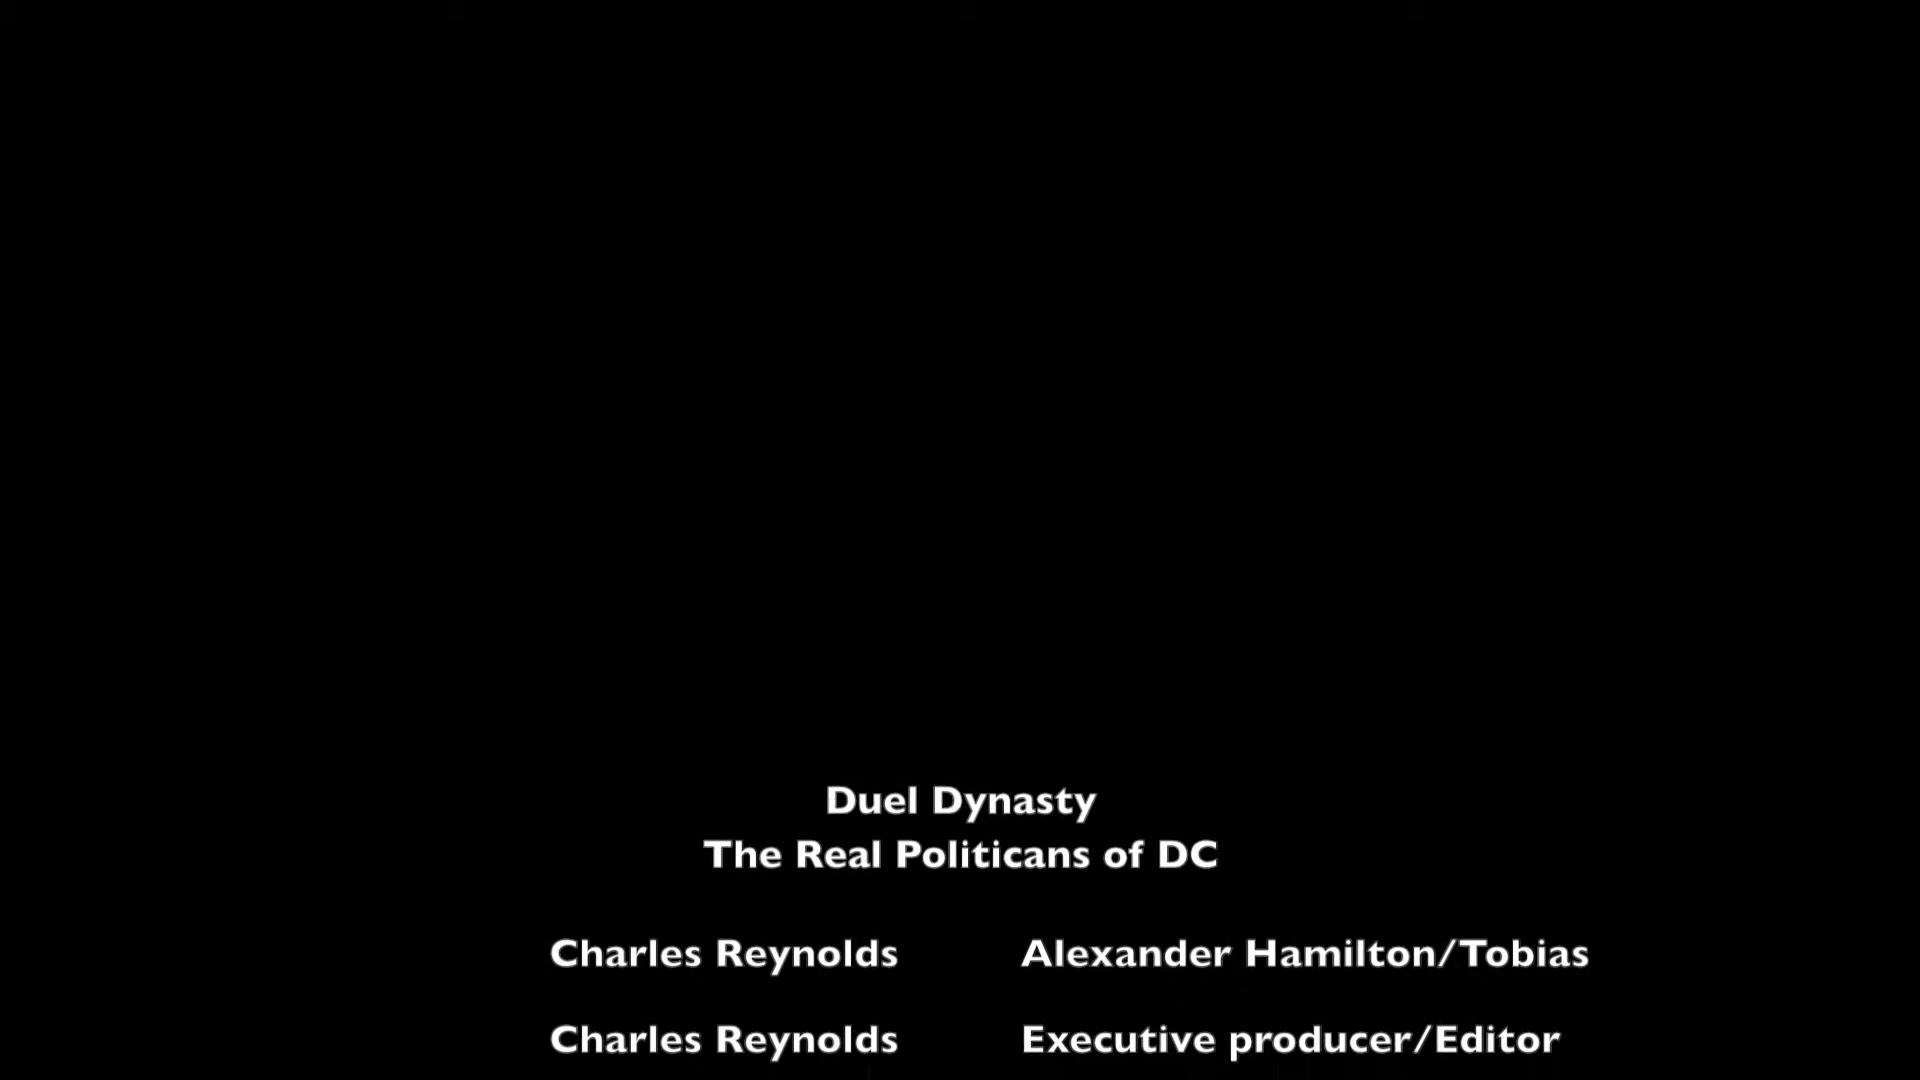 Duel Dynasty
The Real Politicans of DC
Charles Reynolds Alexander Hamilton/Tobias
Charles Reynolds Executive producer/Editor